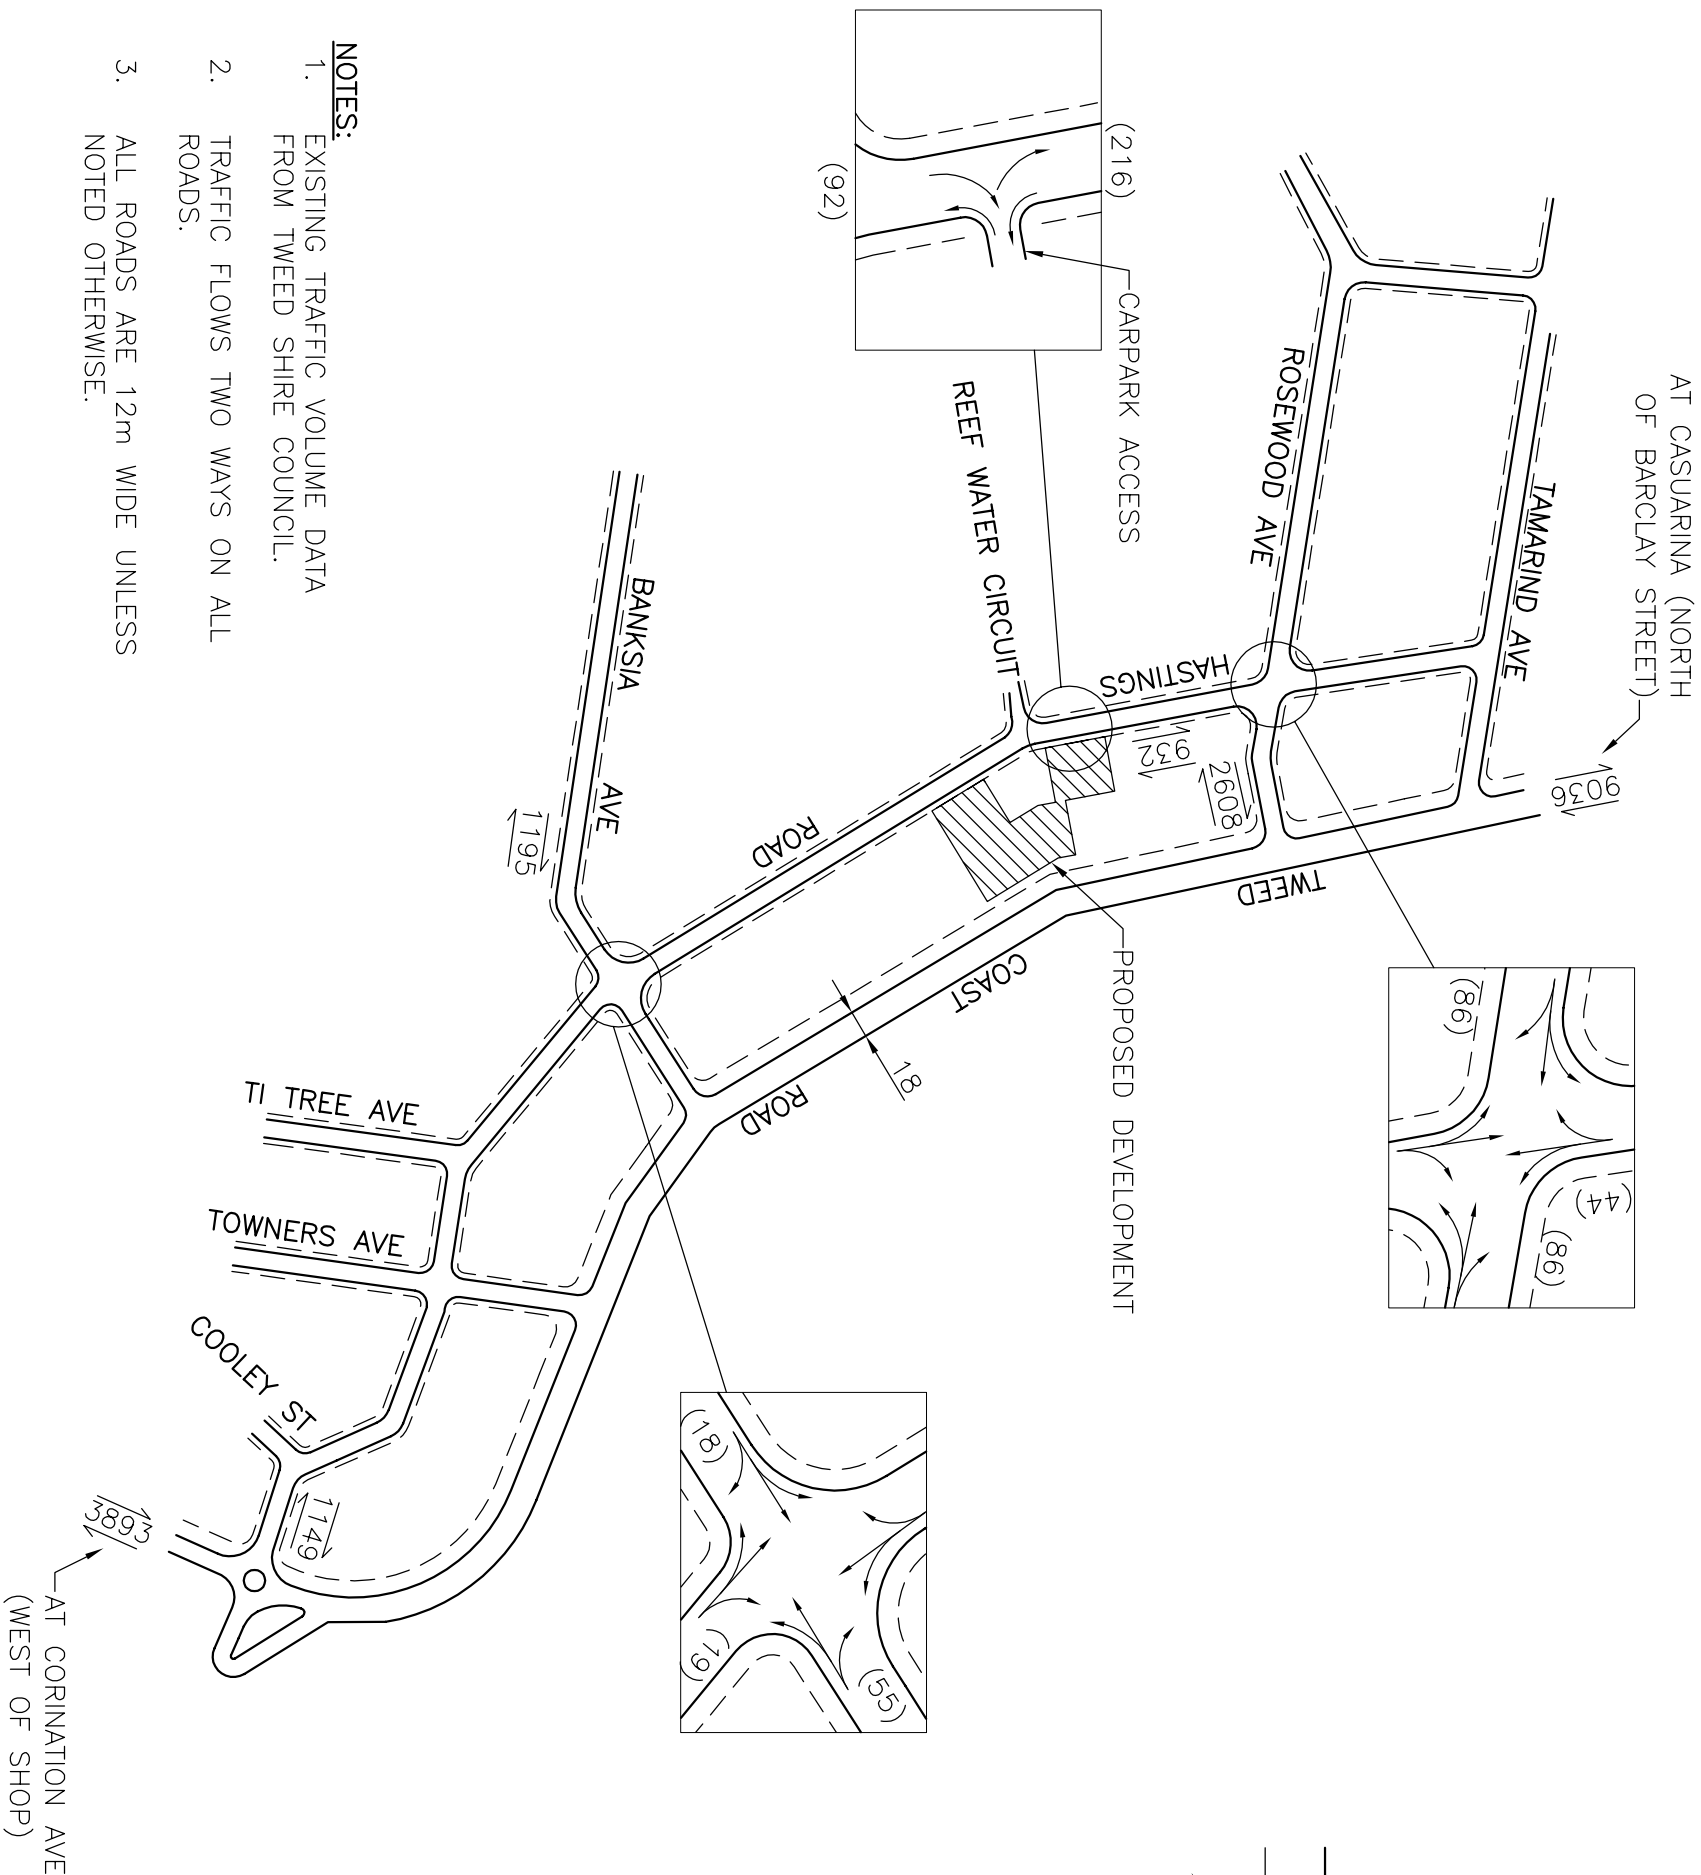 AT CASUARINA (NORTH
OF BARCLAY STREET)
9036
TAMARIND AVE
ROSEWOOD AVE
(86)
(44)
(86)
2608
932
HASTINGS
TWEED
(216)
(92)
CARPARK ACCESS
REEF WATER CIRCUIT
PROPOSED DEVELOPMENT
COAST
ROAD
18
ROAD
BANKSIA
AVE
1195
(18)
(19)
(55)
TI TREE AVE
TOWNERS AVE
COOLEY ST
1149
3893
AT CORINATION AVE
(WEST OF SHOP)
NOTES:
1. EXISTING TRAFFIC VOLUME DATA
FROM TWEED SHIRE COUNCIL.
2. TRAFFIC FLOWS TWO WAYS ON ALL
ROADS.
3. ALL ROADS ARE 12m WIDE UNLESS
NOTED OTHERWISE.